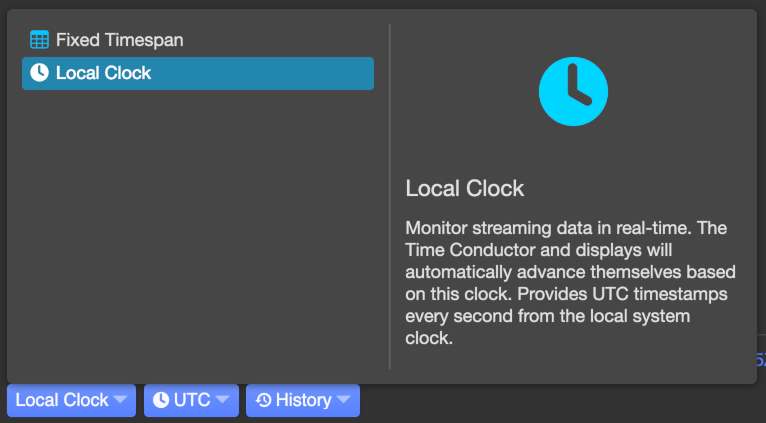 Fixed Timespan
Local Clock
Local Clock
Monitor streaming data in real-time. The
Time Conductor and displays will
automatically advance themselves based
on this clock. Provides UTC timestamps
every second from the local system
clock.
Local Clock
UTC
History